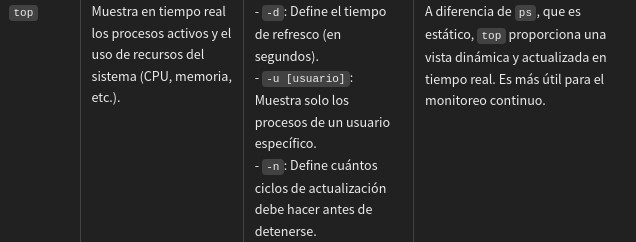 top
Muestra en tiempo real
los procesos activos y el
uso de recursos del
sistema (CPU, memoria,
etc.).
- -d: Define el tiempo
de refresco (en
segundos).
- -u [usuario]:
Muestra solo los
procesos de un usuario
específico.
- -n: Define cuántos
ciclos de actualización
debe hacer antes de
detenerse.
A diferencia de ps, que es
estático, top proporciona una
vista dinámica y actualizada en
tiempo real. Es más útil para el
monitoreo continuo.